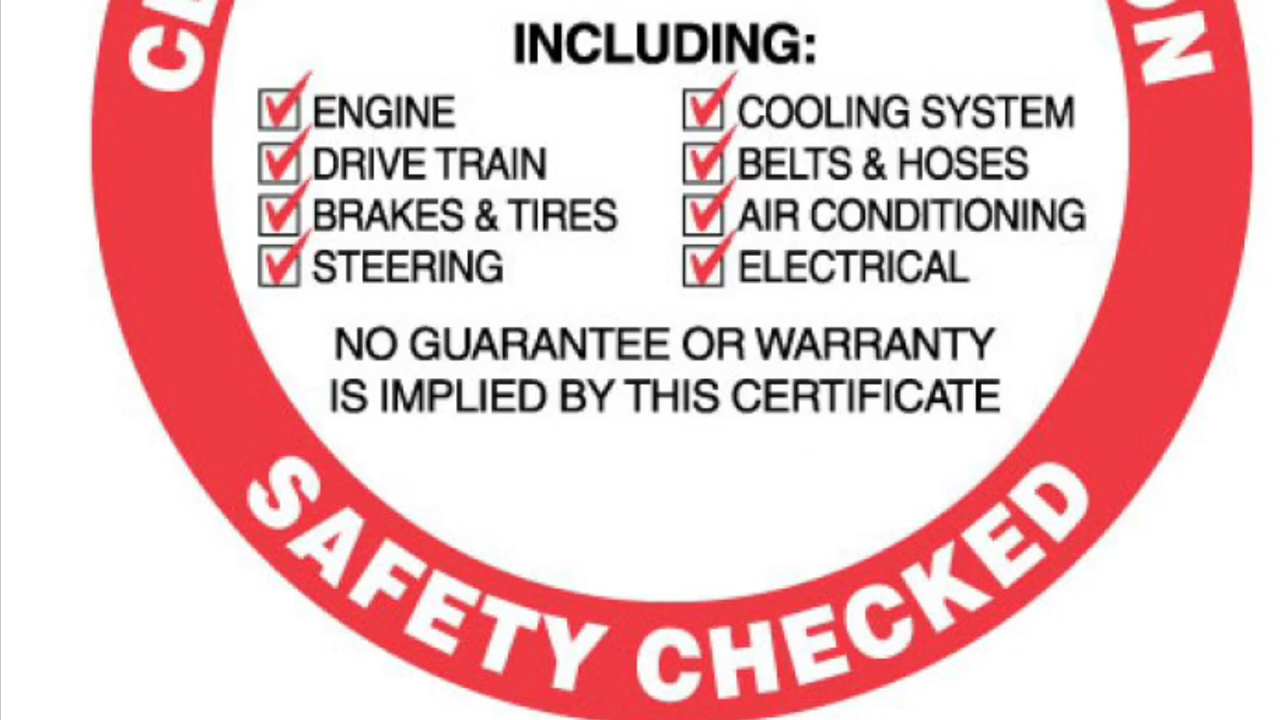 INCLUDING:
ENGINE
DRIVE TRAIN
BRAKES & TIRES
STEERING
COOLING SYSTEM
BELTS & HOSES
AIR CONDITIONING
ELECTRICAL
NO GUARANTEE OR WARRANTY
IS IMPLIED BY THIS CERTIFICATE
SAFETY CHECKED